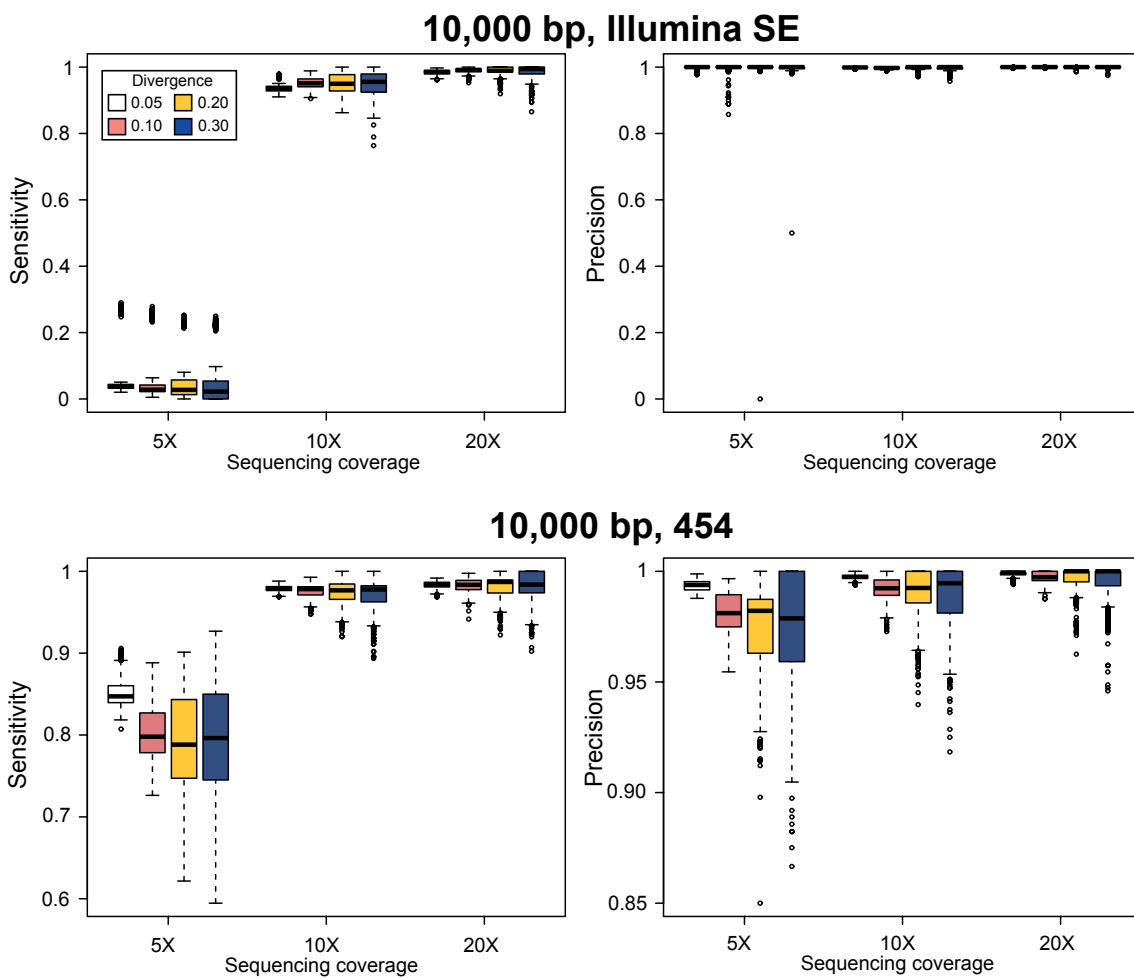 10,000 bp, Illumina SE
Divergence
0.05 0.20
0.10 0.30
1
0.8
0.6
0.4
0.2
0
Sensitivity
5X 10X 20X
Sequencing coverage
1
0.8
0.6
0.4
0.2
0
Precision
5X 10X 20X
Sequencing coverage
10,000 bp, 454
1
0.9
0.8
0.7
0.6
Sensitivity
5X 10X 20X
Sequencing coverage
1
0.95
0.90
0.85
Precision
5X 10X 20X
Sequencing coverage